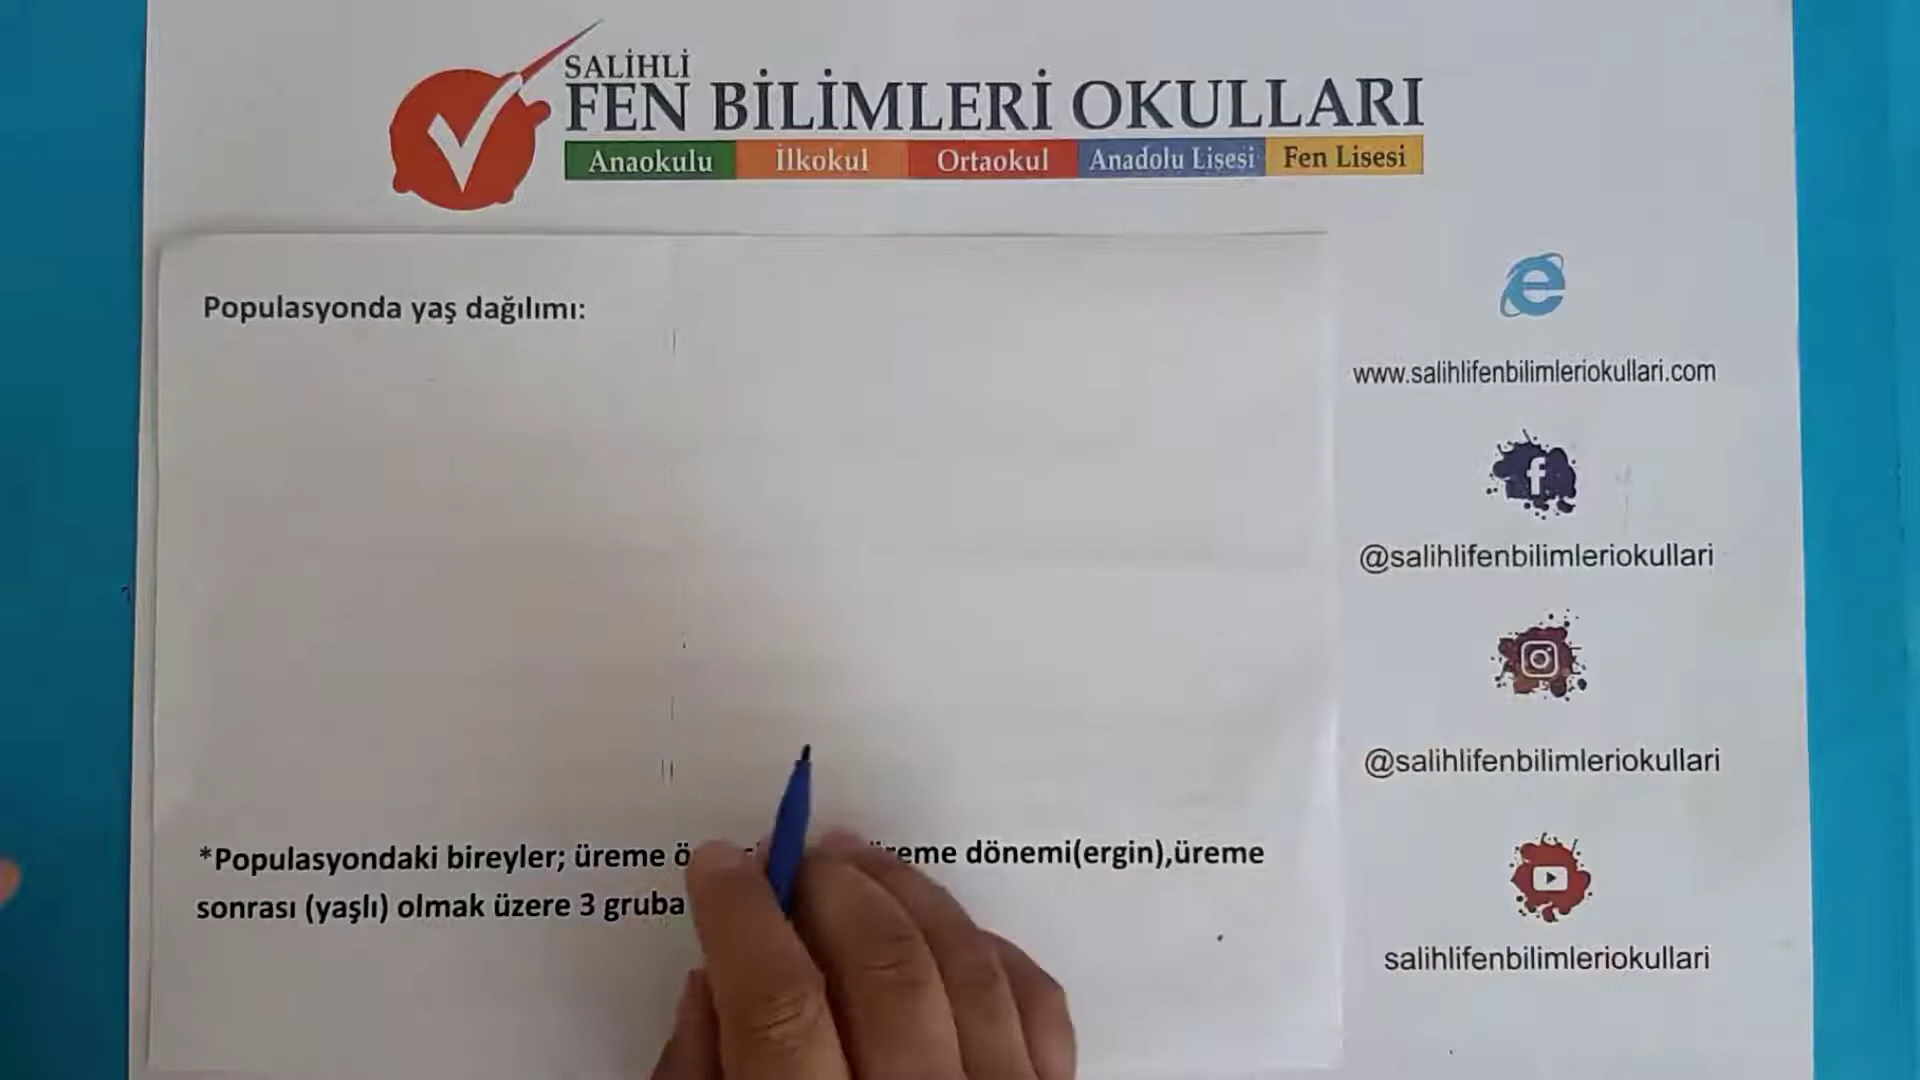 SALİHLİ
FEN BİLİMLERİ OKULLARI
Anaokulu İlkokul Ortaokul Anadolu Lisesi Fen Lisesi
Populasyonda yaş dağılımı:
www.salihlifenbilimleriokullari.com
@salihlifenbilimleriokullari
@salihlifenbilimleriokullari
*Populasyondaki bireyler; üreme dönemi(ergin),üreme
sonrası (yaşlı) olmak üzere 3 gruba
salihlifenbilimleriokullari